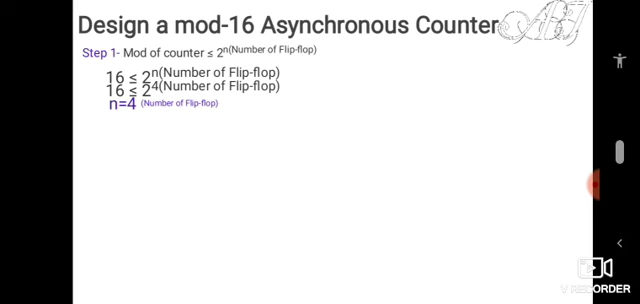 Design a mod-16 Asynchronous Counter
Step 1- Mod of counter ≤ 2n(Number of Flip-flop)
16 ≤ 2n(Number of Flip-flop)
16 ≤ 24(Number of Flip-flop)
n=4 (Number of Flip-flop)
V RECORDER